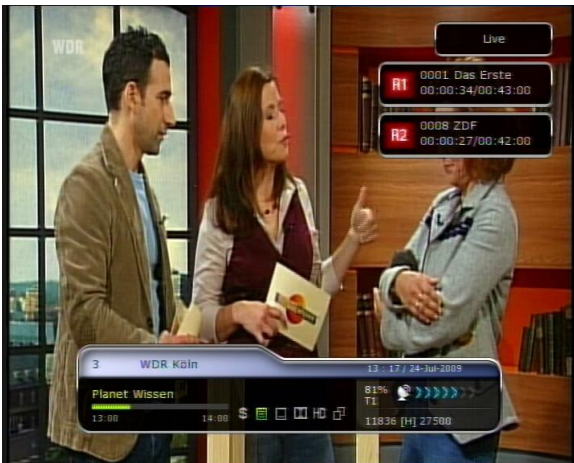 WDR
Live
R1 0001 Das Erste
00:00:34/00:43:00
R2 0008 ZDF
00:00:27/00:42:00
3 WDR Köln
13 : 17 / 24-Jul-2009
Planet Wissen
81%
T1
13:00 14:00 $ HD
11836 [H] 27500